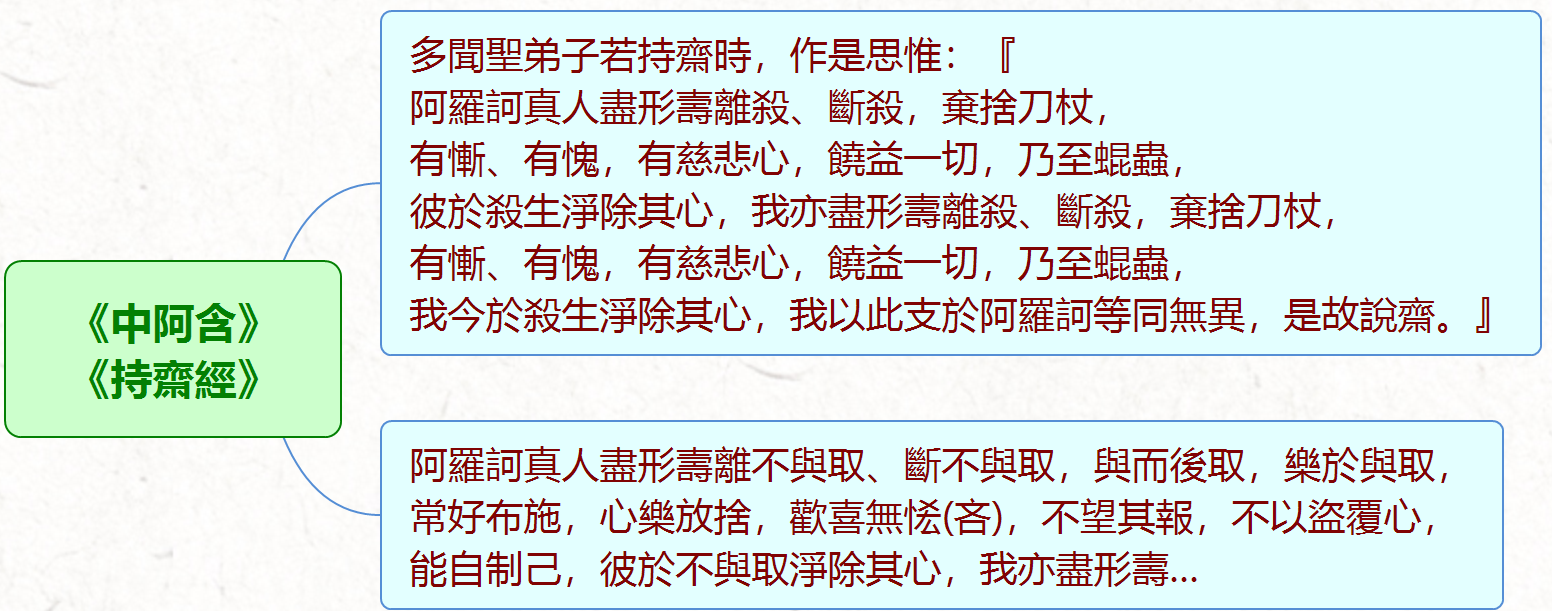 《中阿含》
《持齋經》
多聞聖弟子若持齋時，作是思惟：『
阿羅訶真人盡形壽離殺、斷殺，棄捨刀杖，
有慚、有愧，有慈悲心，饒益一切，乃至蜫蟲，
彼於殺生淨除其心，我亦盡形壽離殺、斷殺，棄捨刀杖，
有慚、有愧，有慈悲心，饒益一切，乃至蜫蟲，
我今於殺生淨除其心，我以此支於阿羅訶等同無異，是故說齋。』
阿羅訶真人盡形壽離不與取、斷不與取，與而後取，樂於與取，
常好布施，心樂放捨，歡喜無恡(吝)，不望其報，不以盜覆心，
能自制己，彼於不與取淨除其心，我亦盡形壽...